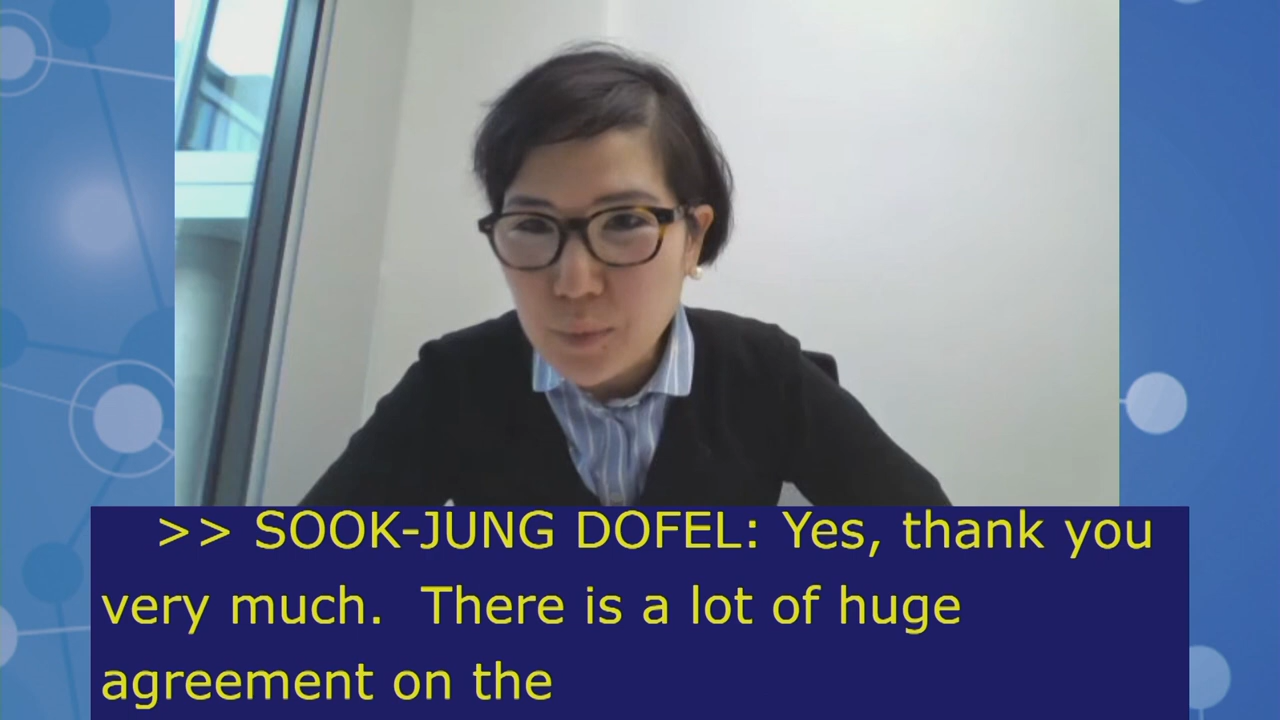 >> SOOK-JUNG DOFEL: Yes, thank you
very much.  There is a lot of huge
agreement on the